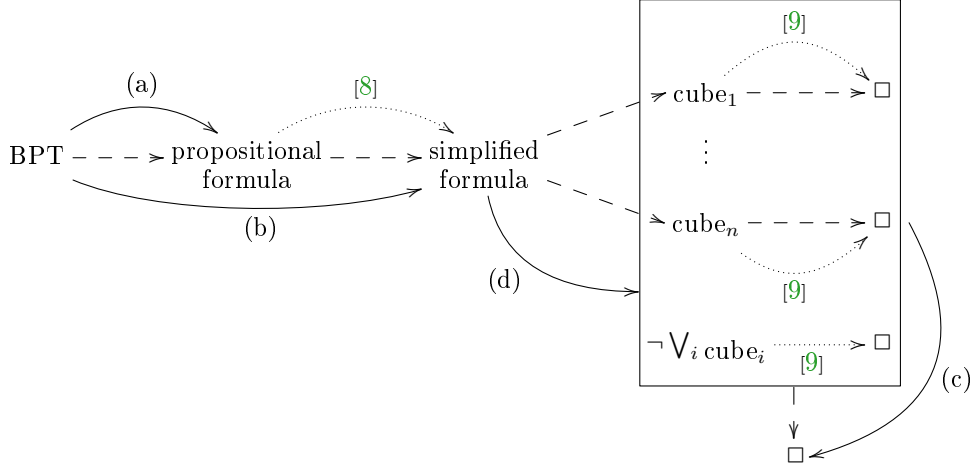 [9]
(a)
[8]
cube₁
□
BPT
propositional
formula
simplified
formula
⋮
(b)
cubeₙ
□
(d)
[9]
¬ ⋁ᵢ cubeᵢ
□
[9]
(c)
□